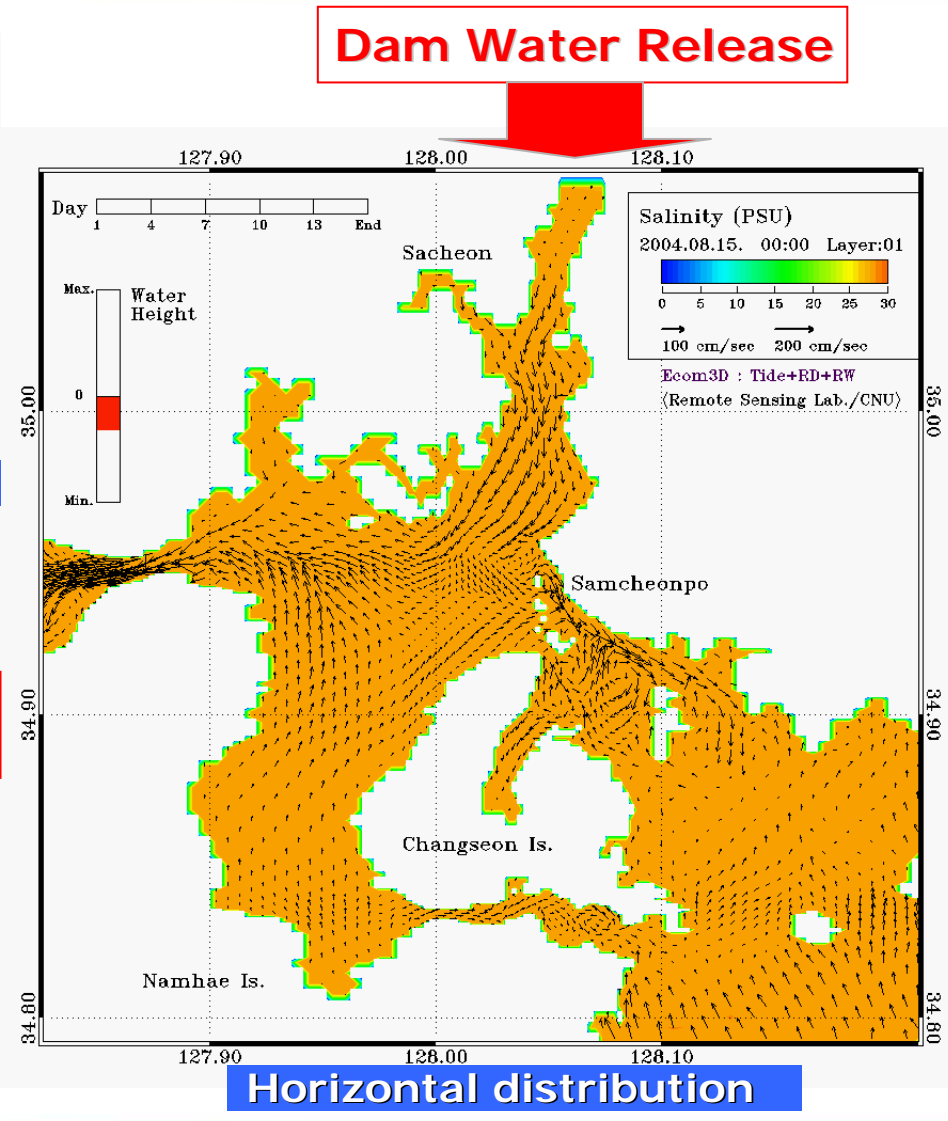 Dam Water Release
127.90 128.00 128.10
Day
1 4 7 10 13 End
Salinity (PSU)
2004.08.15. 00:00 Layer:01
0 5 10 15 20 25 30
100 cm/sec 200 cm/sec
Ecom3D : Tide+RD+RW
(Remote Sensing Lab./CNU)
Sacheon
Max.
Water
Height
0
Min.
35.00 35.00
Samcheonpo
34.90 34.90
Changseon Is.
Namhae Is.
34.80 34.80
127.90 128.00 128.10
Horizontal distribution